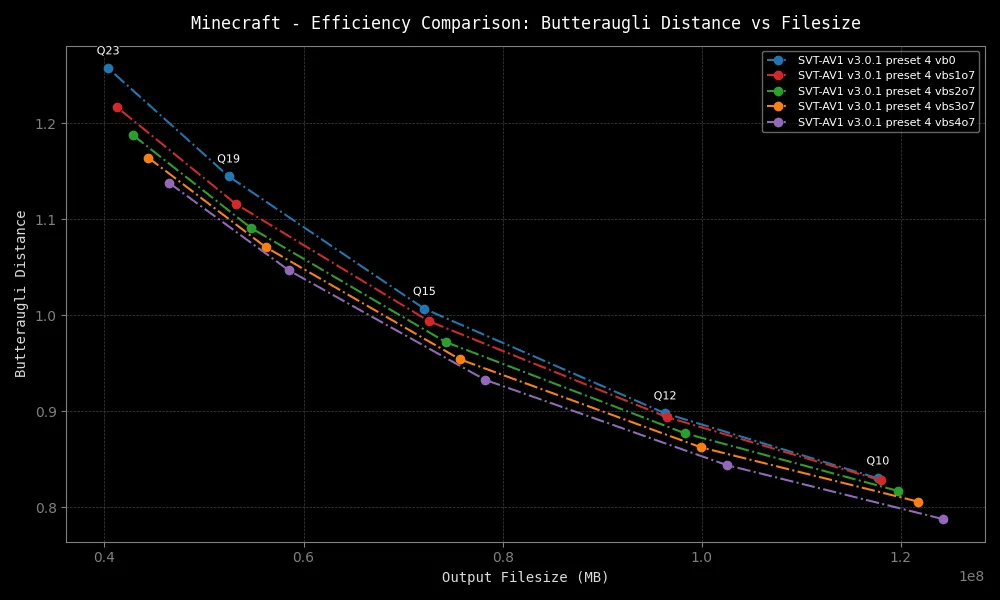 Minecraft - Efficiency Comparison: Butteraugli Distance vs Filesize
Q23
Q19
Q15
Q12
Q10
SVT-AV1 v3.0.1 preset 4 vb0
SVT-AV1 v3.0.1 preset 4 vbs1o7
SVT-AV1 v3.0.1 preset 4 vbs2o7
SVT-AV1 v3.0.1 preset 4 vbs3o7
SVT-AV1 v3.0.1 preset 4 vbs4o7
Butteraugli Distance
1.2
1.1
1.0
0.9
0.8
0.4 0.6 0.8 1.0 1.2
1e8
Output Filesize (MB)